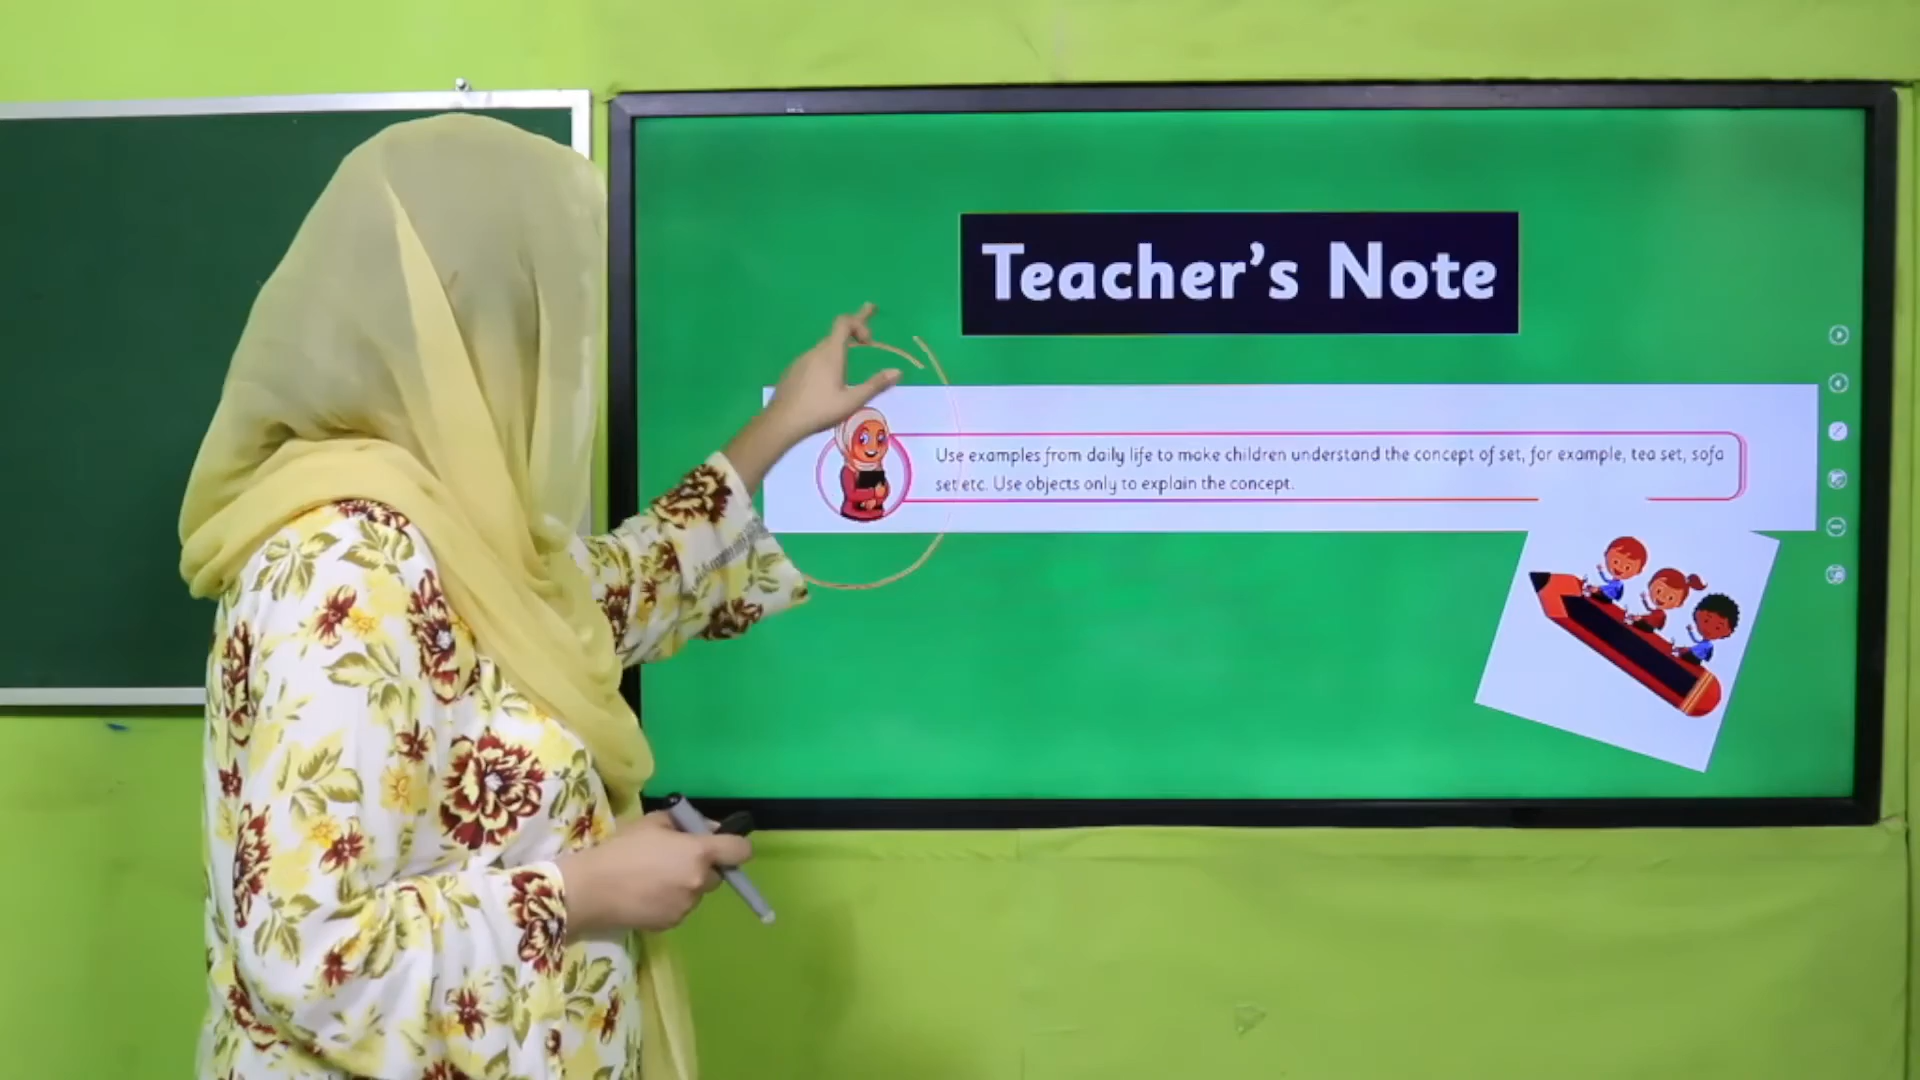 Teacher's Note
Use examples from daily life to make children understand the concept of set, for example, tea set, sofa
set etc. Use objects only to explain the concept.